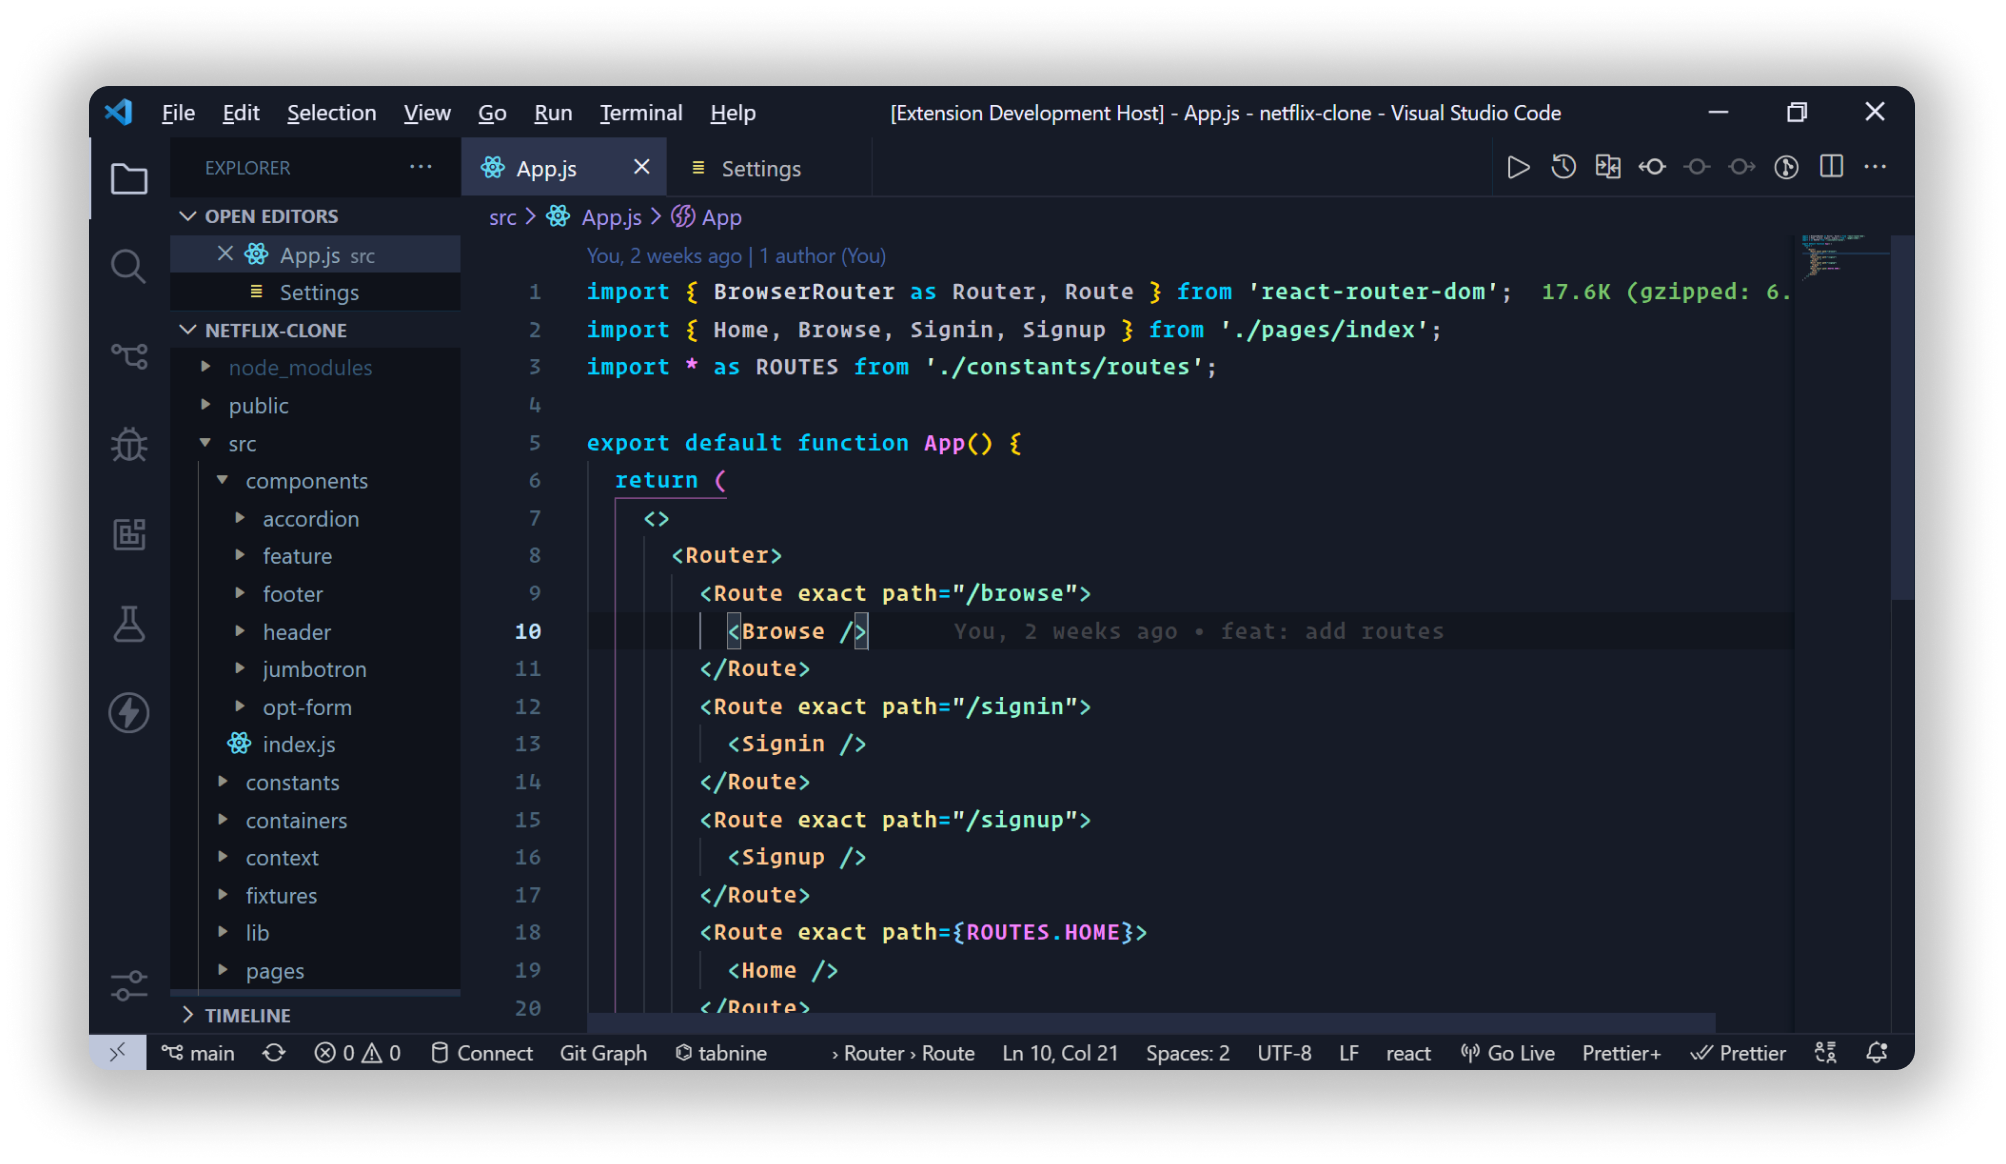 File Edit Selection View Go Run Terminal Help [Extension Development Host] - App.js - netflix-clone - Visual Studio Code
EXPLORER
OPEN EDITORS
App.js src
Settings
NETFLIX-CLONE
node_modules
public
src
components
accordion
feature
footer
header
jumbotron
opt-form
index.js
constants
containers
context
fixtures
lib
pages
TIMELINE
App.js Settings
src > App.js > App
You, 2 weeks ago | 1 author (You)
1 import { BrowserRouter as Router, Route } from 'react-router-dom'; 17.6K (gzipped: 6.
2 import { Home, Browse, Signin, Signup } from './pages/index';
3 import * as ROUTES from './constants/routes';
4
5 export default function App() {
6 return (
7 <>
8 <Router>
9 <Route exact path="/browse">
10 <Browse /> You, 2 weeks ago • feat: add routes
11 </Route>
12 <Route exact path="/signin">
13 <Signin />
14 </Route>
15 <Route exact path="/signup">
16 <Signup />
17 </Route>
18 <Route exact path={ROUTES.HOME}>
19 <Home />
20 </Route>
main 0 0 Connect Git Graph tabnine › Router › Route Ln 10, Col 21 Spaces: 2 UTF-8 LF react Go Live Prettier+ Prettier